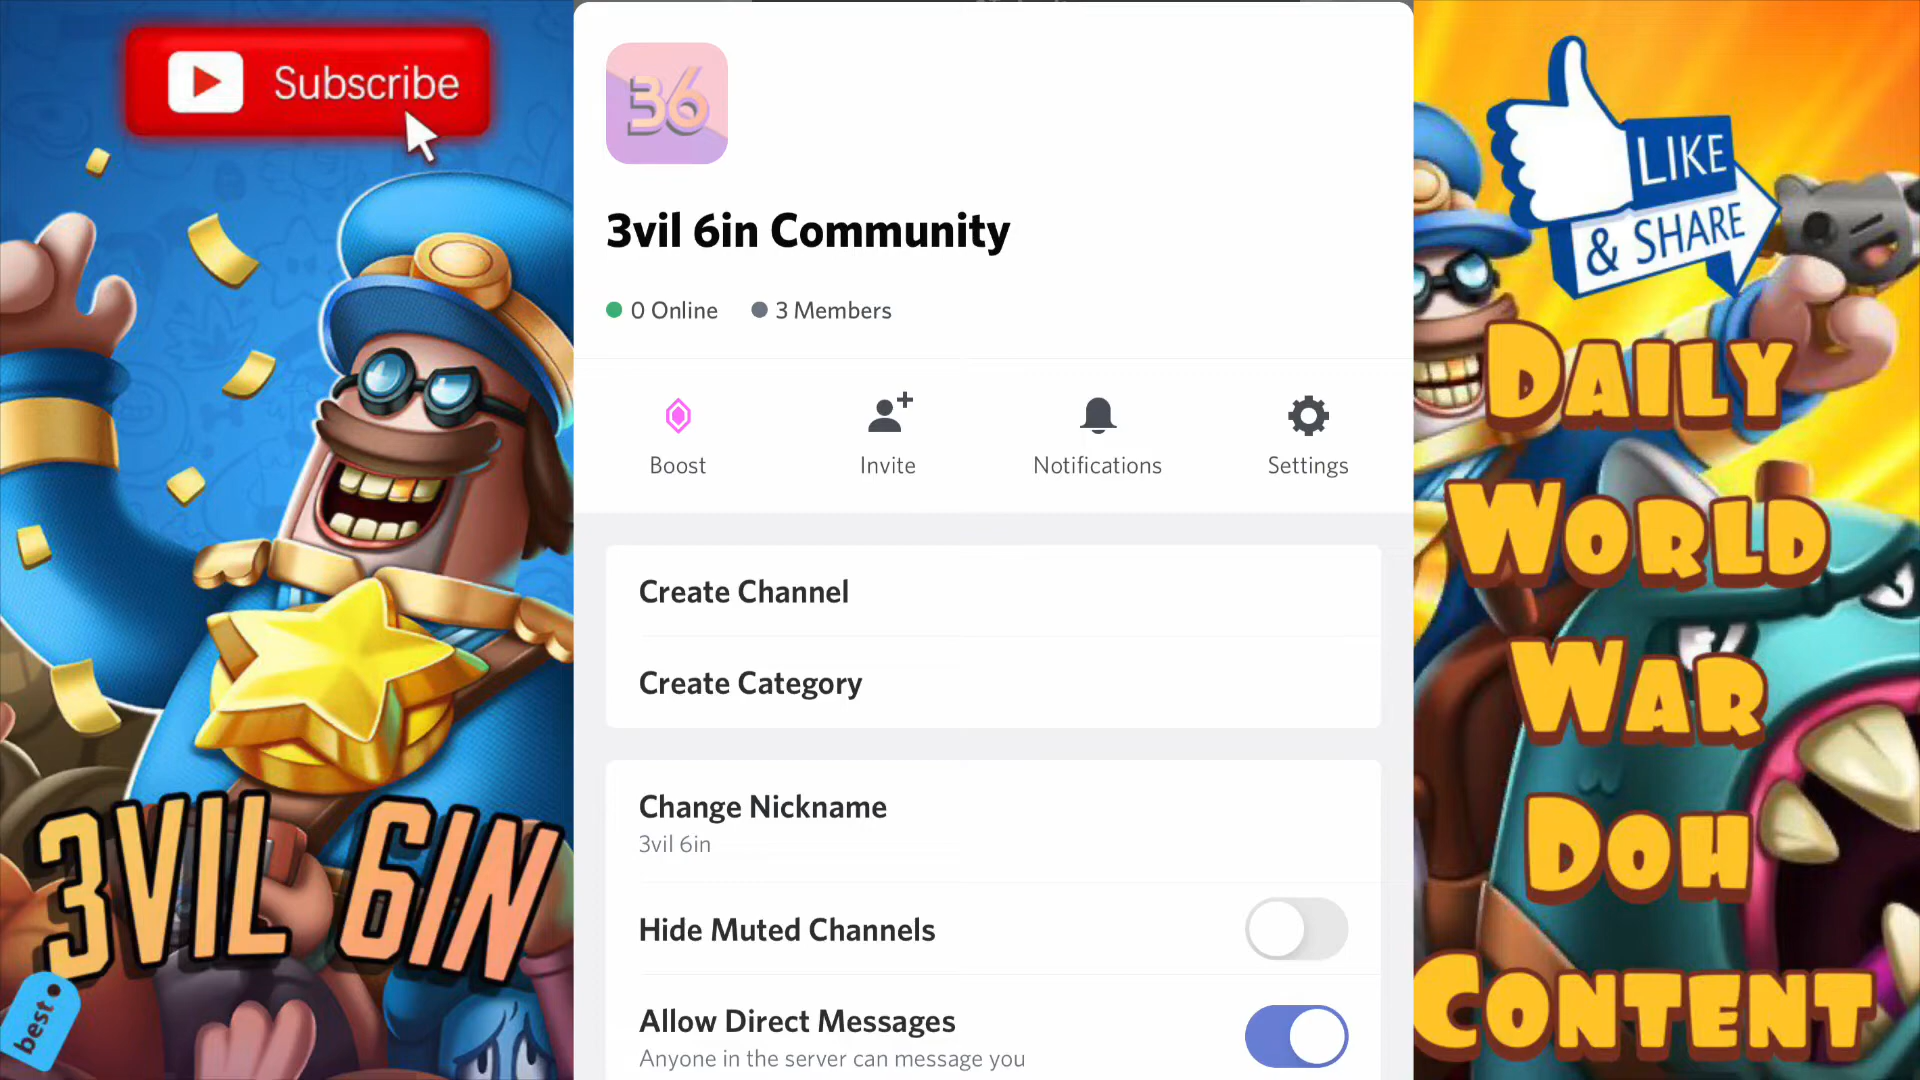 Subscribe
3VIL 6IN
best
36
3vil 6in Community
0 Online 3 Members
Boost Invite Notifications Settings
Create Channel
Create Category
Change Nickname
3vil 6in
Hide Muted Channels
Allow Direct Messages
Anyone in the server can message you
LIKE
& SHARE
DAILY
WORLD
WAR
DOH
CONTENT